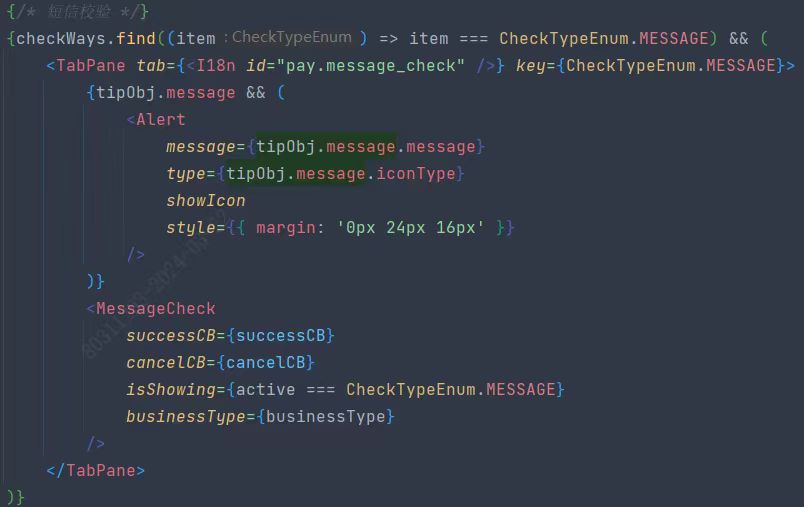 {/* 短信校验 */}
{checkWays.find((item : CheckTypeEnum ) => item === CheckTypeEnum.MESSAGE) && (
<TabPane tab={<I18n id="pay.message_check" />} key={CheckTypeEnum.MESSAGE}>
{tipObj.message && (
<Alert
message={tipObj.message.message}
type={tipObj.message.iconType}
showIcon
style={{ margin: '0px 24px 16px' }}
/>
)}
<MessageCheck
successCB={successCB}
cancelCB={cancelCB}
isShowing={active === CheckTypeEnum.MESSAGE}
businessType={businessType}
/>
</TabPane>
)}